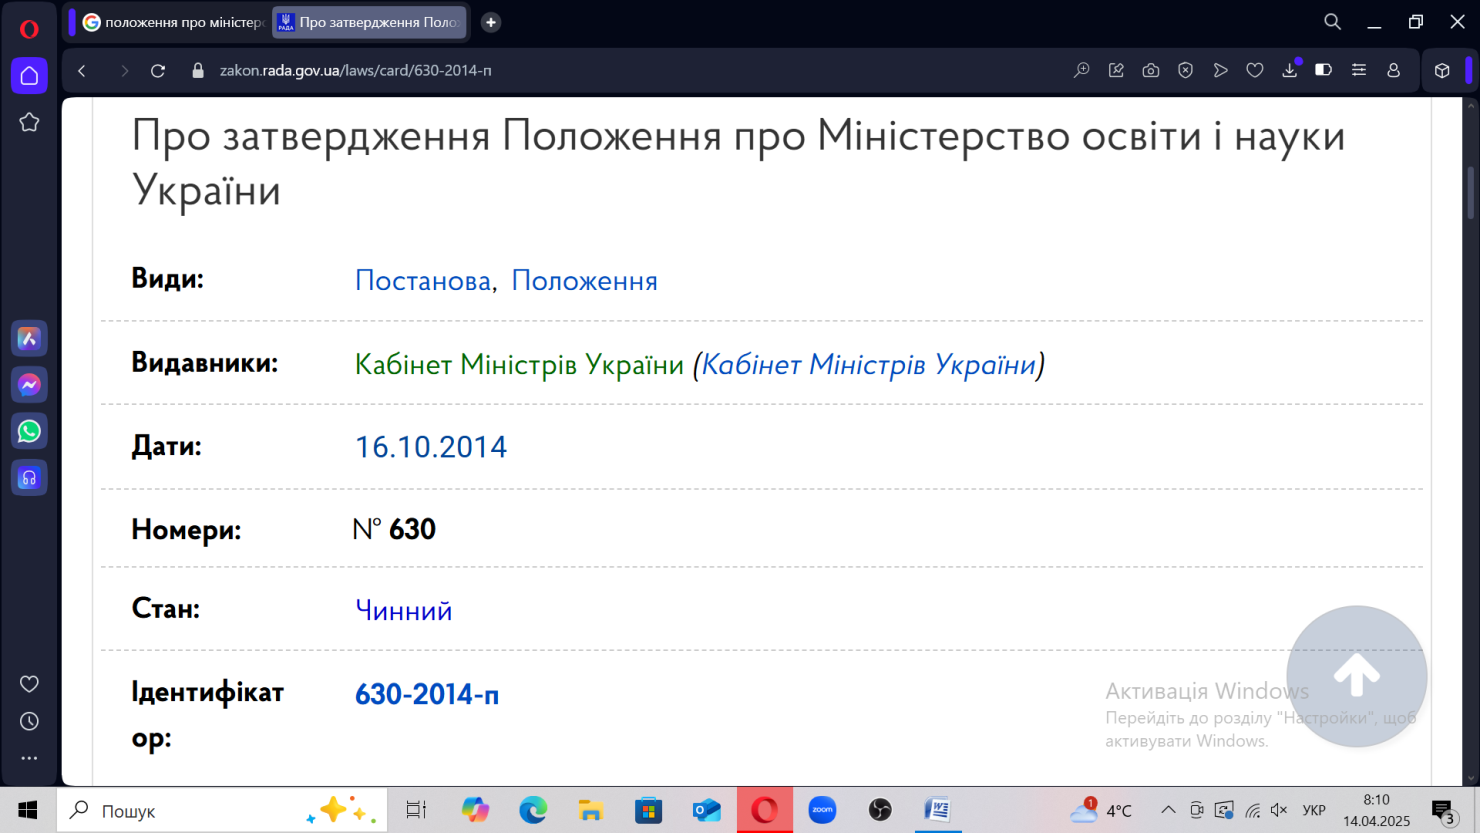 положення про міністер
Про затвердження Поло
zakon.rada.gov.ua/laws/card/630-2014-п
Про затвердження Положення про Міністерство освіти і науки
України
Види: Постанова, Положення
Видавники: Кабінет Міністрів України (Кабінет Міністрів України)
Дати: 16.10.2014
Номери: № 630
Стан: Чинний
Ідентифікат 630-2014-п
ор:
Активація Windows
Перейдіть до розділу "Настройки", щоб
активувати Windows.
Пошук
zoom
1
4°C
УКР
8:10
14.04.2025
3